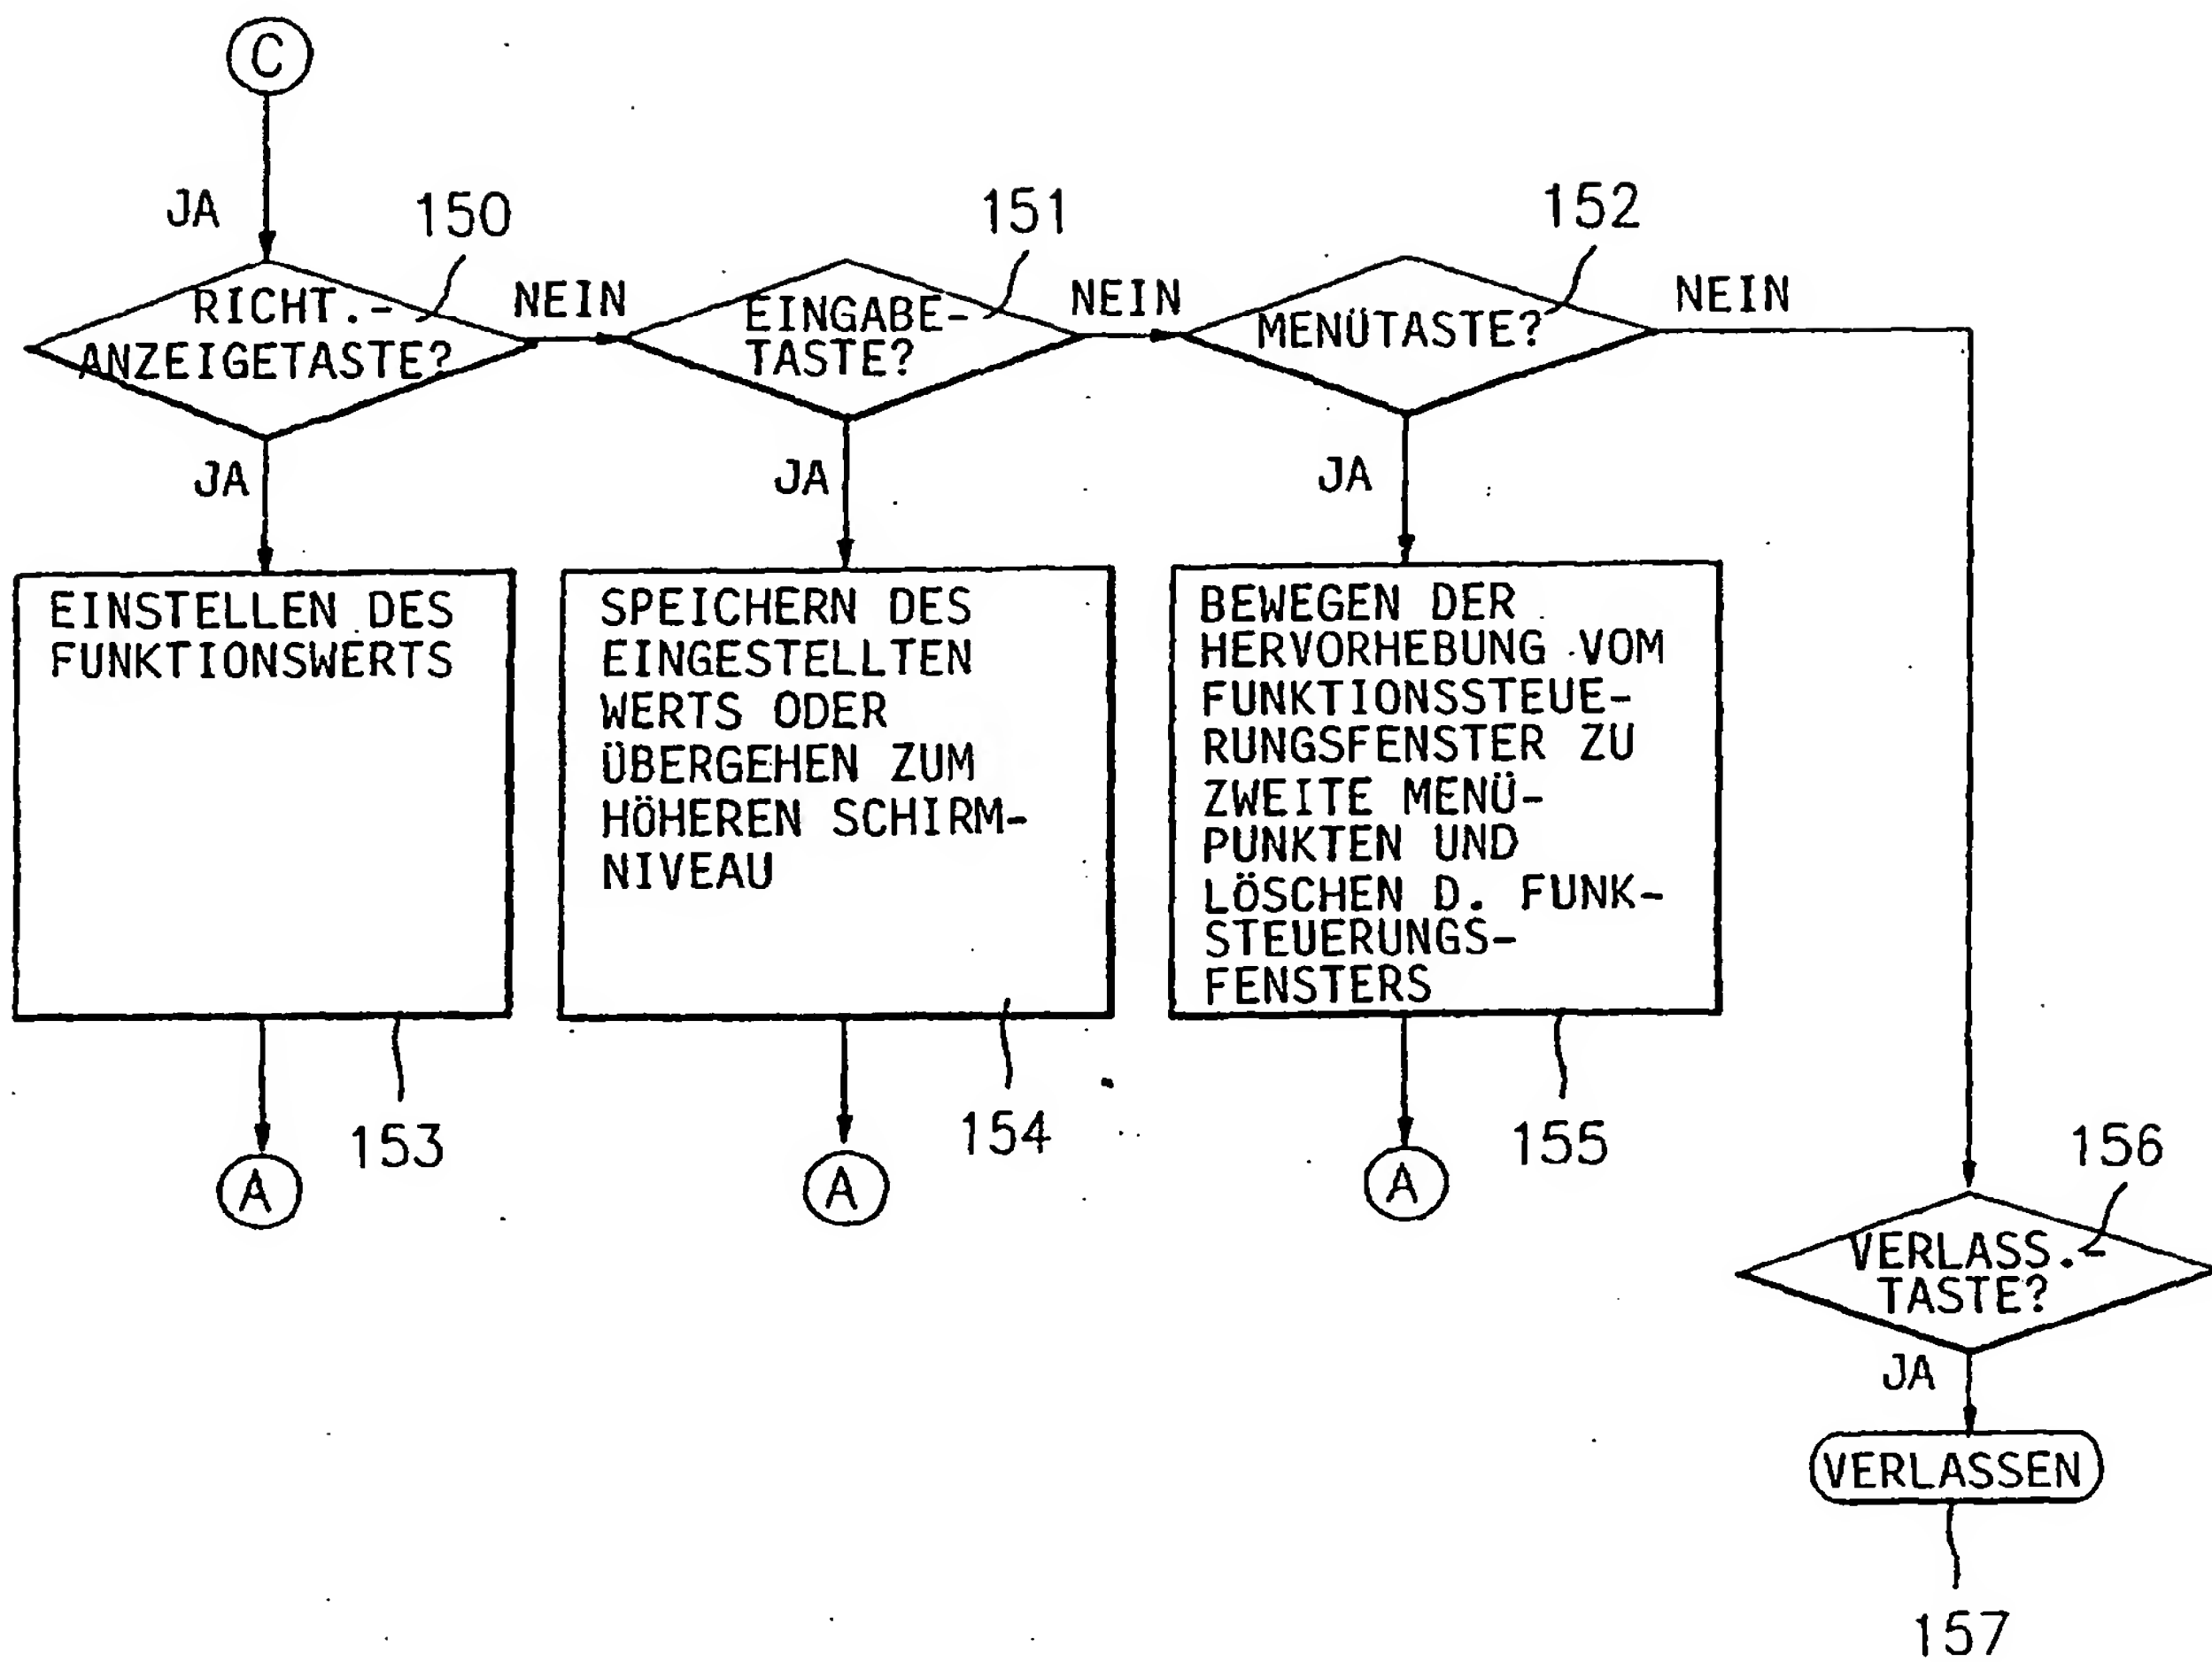 C
JA
150
151
152
RICHT.-
ANZEIGETASTE?
NEIN
EINGABE-
TASTE?
NEIN
MENÜTASTE?
NEIN
JA
JA
JA
EINSTELLEN DES
FUNKTIONSWERTS
SPEICHERN DES
EINGESTELLTEN
WERTS ODER
ÜBERGEHEN ZUM
HÖHEREN SCHIRM-
NIVEAU
BEWEGEN DER
HERVORHEBUNG VOM
FUNKTIONSSTEUE-
RUNGSFENSTER ZU
ZWEITE MENÜ-
PUNKTEN UND
LÖSCHEN D. FUNK-
STEUERUNGS-
FENSTERS
153
154
155
A
A
A
156
VERLASS.-
TASTE?
JA
VERLASSEN
157